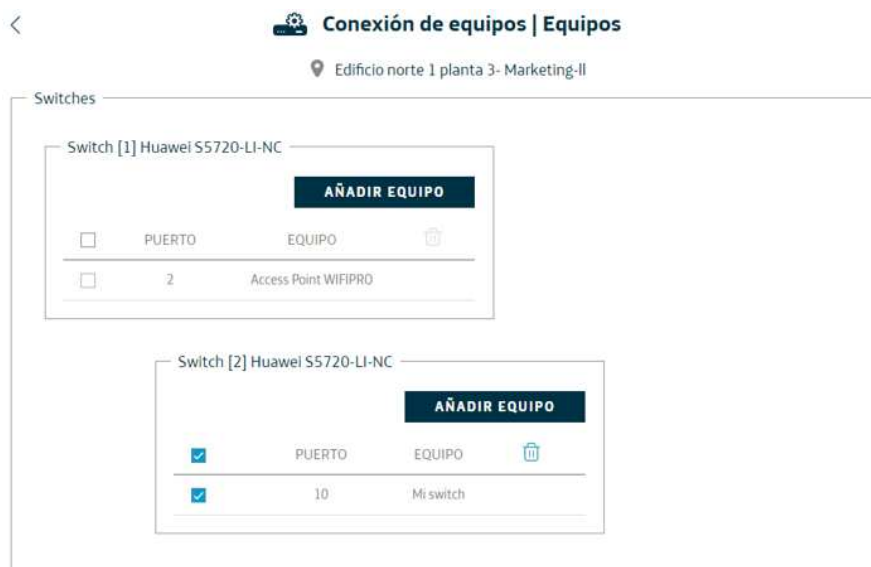 Conexión de equipos | Equipos
Edificio norte 1 planta 3- Marketing-ll
Switches
Switch [1] Huawei S5720-LI-NC
AÑADIR EQUIPO
PUERTO EQUIPO
2 Access Point WIFIPRO
Switch [2] Huawei S5720-LI-NC
AÑADIR EQUIPO
PUERTO EQUIPO
10 Mi switch